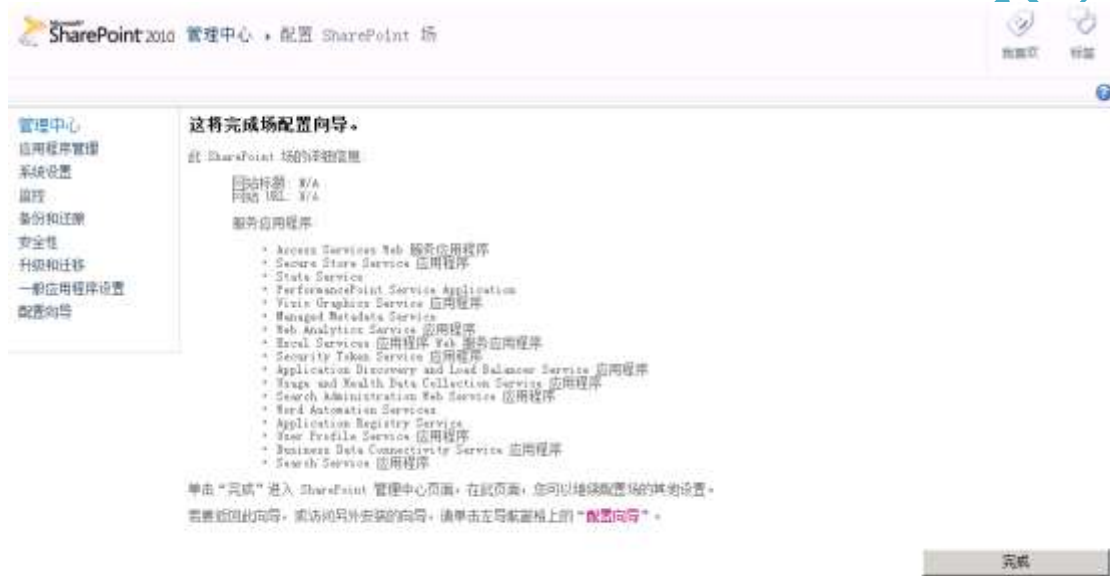 Microsoft
SharePoint 2010 管理中心 ▸ 配置 SharePoint 场
我喜欢 标签
管理中心
应用程序管理
系统设置
监控
备份和还原
安全性
升级和迁移
一般应用程序设置
配置向导
这将完成场配置向导。
此 SharePoint 场的详细信息
网站标题: N/A
网站 URL: N/A
服务应用程序
• Access Services Web 服务应用程序
• Secure Store Service 应用程序
• State Service
• PerformancePoint Service Application
• Visio Graphics Service 应用程序
• Managed Metadata Service
• Web Analytics Service 应用程序
• Excel Services 应用程序 Web 服务应用程序
• Security Token Service 应用程序
• Application Discovery and Load Balancer Service 应用程序
• Usage and Health Data Collection Service 应用程序
• Search Administration Web Service 应用程序
• Word Automation Services
• Application Registry Service
• User Profile Service 应用程序
• Business Data Connectivity Service 应用程序
• Search Service 应用程序
单击“完成”进入 SharePoint 管理中心页面，在此页面，您可以继续配置场的其他设置。
若要返回此向导，或访问另外安装的向导，请单击左导航窗格上的“配置向导”。
完成